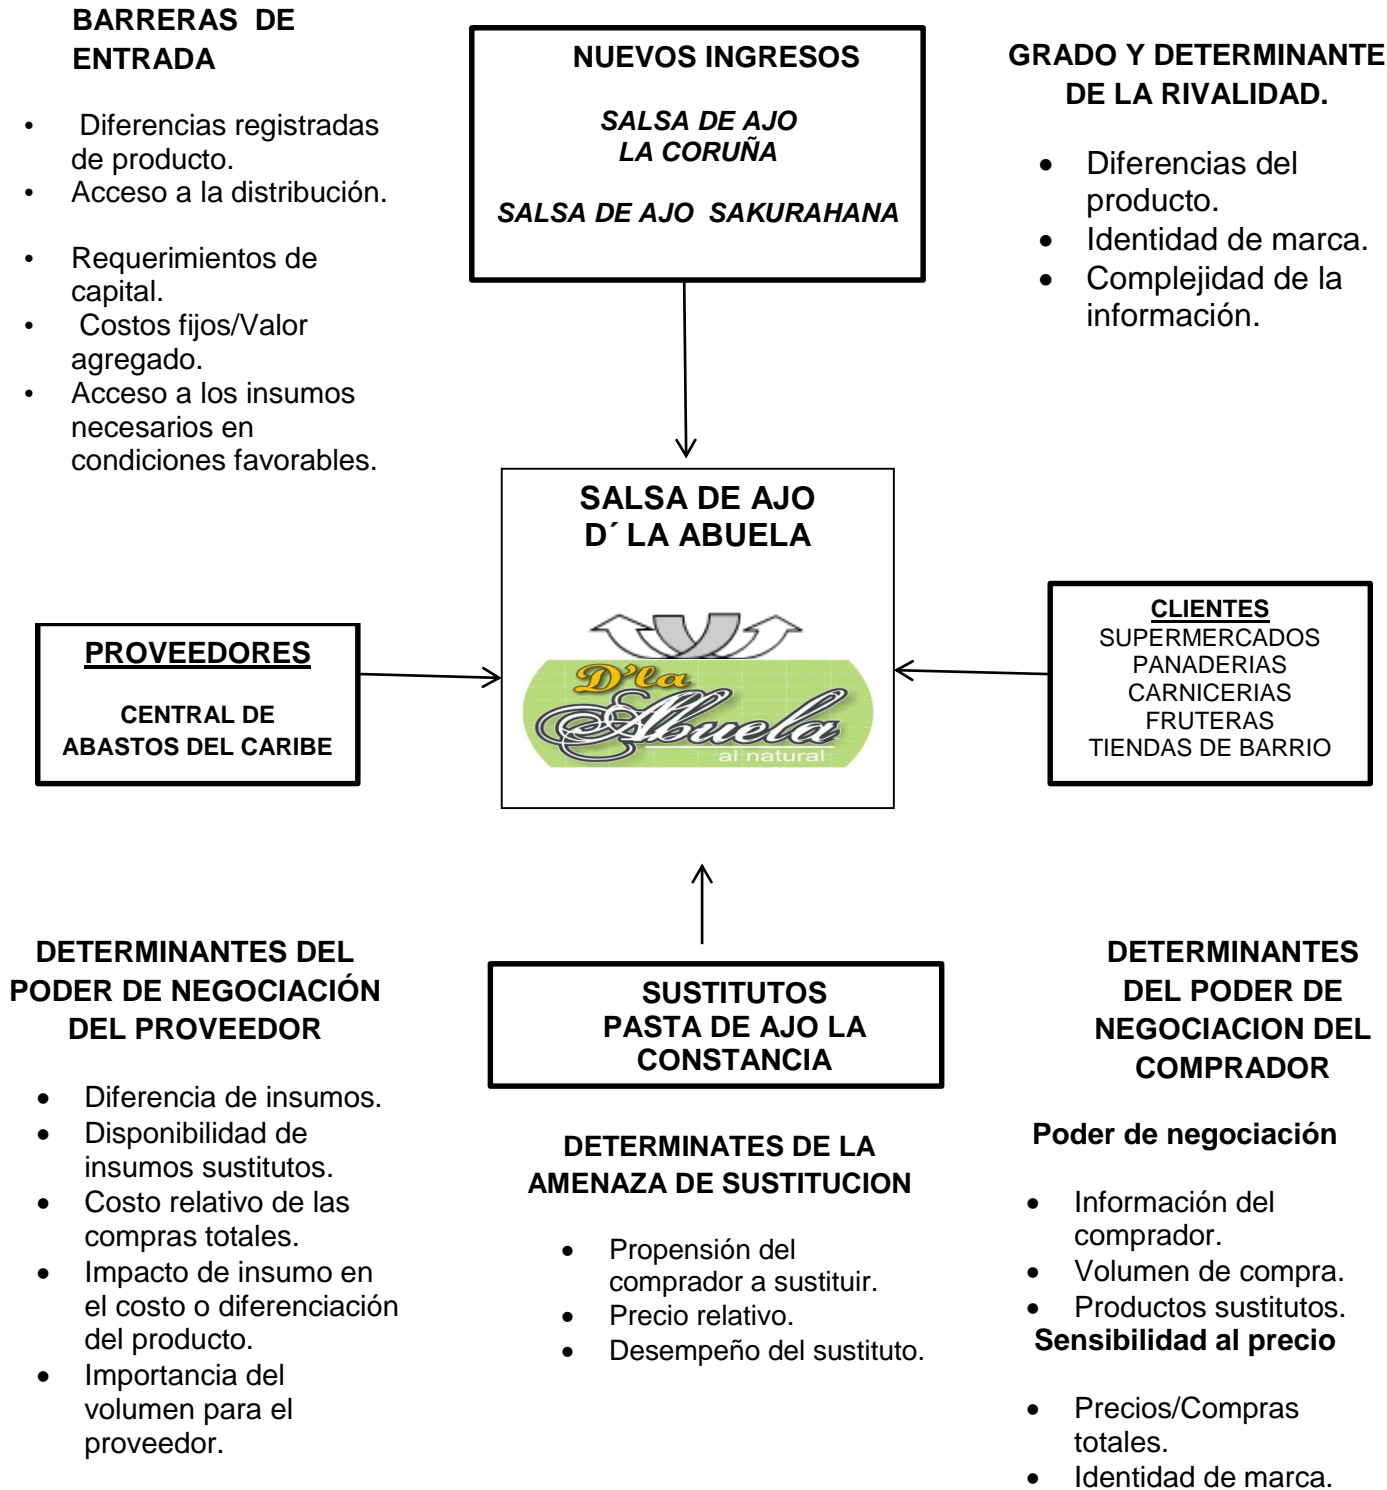 BARRERAS DE
ENTRADA
• Diferencias registradas
de producto.
• Acceso a la distribución.
• Requerimientos de
capital.
• Costos fijos/Valor
agregado.
• Acceso a los insumos
necesarios en
condiciones favorables.
NUEVOS INGRESOS
SALSA DE AJO
LA CORUÑA
SALSA DE AJO SAKURAHANA
GRADO Y DETERMINANTE
DE LA RIVALIDAD.
• Diferencias del
producto.
• Identidad de marca.
• Complejidad de la
información.
SALSA DE AJO
D´ LA ABUELA
D'la
Abuela
al natural
PROVEEDORES
CENTRAL DE
ABASTOS DEL CARIBE
CLIENTES
SUPERMERCADOS
PANADERIAS
CARNICERIAS
FRUTERAS
TIENDAS DE BARRIO
DETERMINANTES DEL
PODER DE NEGOCIACIÓN
DEL PROVEEDOR
• Diferencia de insumos.
• Disponibilidad de
insumos sustitutos.
• Costo relativo de las
compras totales.
• Impacto de insumo en
el costo o diferenciación
del producto.
• Importancia del
volumen para el
proveedor.
SUSTITUTOS
PASTA DE AJO LA
CONSTANCIA
DETERMINATES DE LA
AMENAZA DE SUSTITUCION
• Propensión del
comprador a sustituir.
• Precio relativo.
• Desempeño del sustituto.
DETERMINANTES
DEL PODER DE
NEGOCIACION DEL
COMPRADOR
Poder de negociación
• Información del
comprador.
• Volumen de compra.
• Productos sustitutos.
Sensibilidad al precio
• Precios/Compras
totales.
• Identidad de marca.